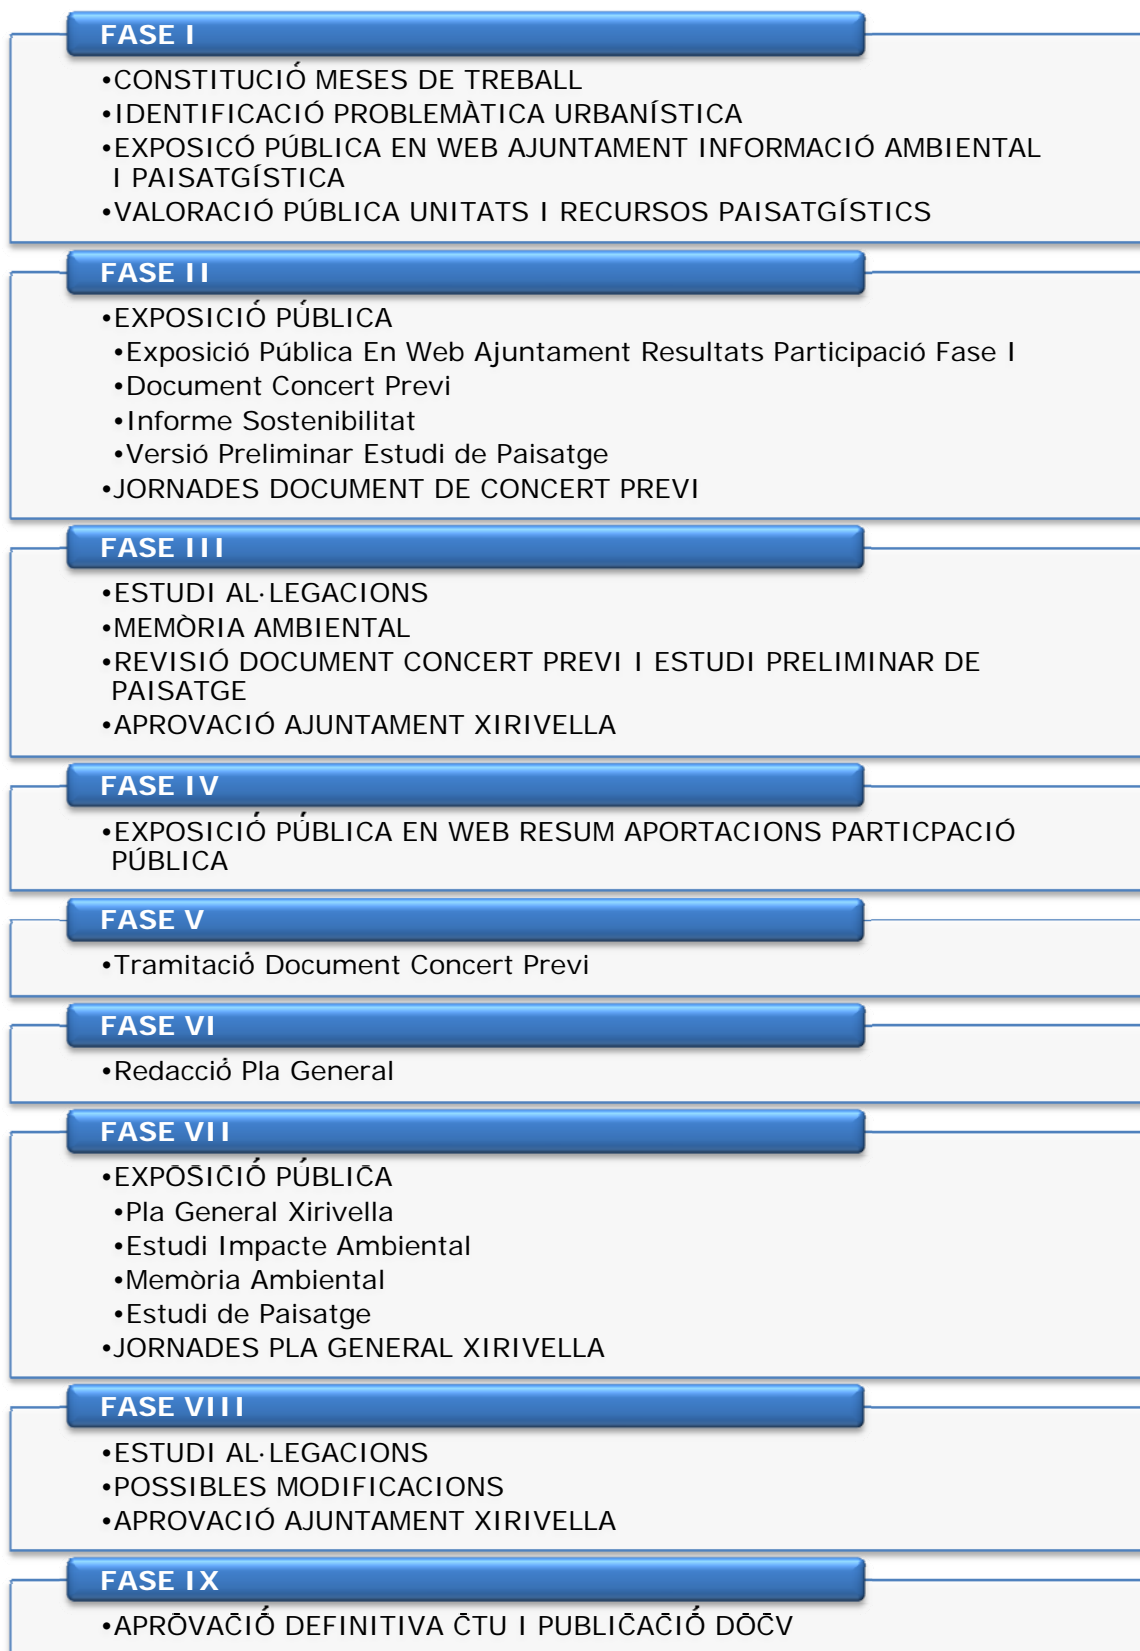 FASE I
•CONSTITUCIÓ MESES DE TREBALL
•IDENTIFICACIÓ PROBLEMÀTICA URBANÍSTICA
•EXPOSICÓ PÚBLICA EN WEB AJUNTAMENT INFORMACIÓ AMBIENTAL
I PAISATGÍSTICA
•VALORACIÓ PÚBLICA UNITATS I RECURSOS PAISATGÍSTICS
FASE II
•EXPOSICIÓ PÚBLICA
•Exposició Pública En Web Ajuntament Resultats Participació Fase I
•Document Concert Previ
•Informe Sostenibilitat
•Versió Preliminar Estudi de Paisatge
•JORNADES DOCUMENT DE CONCERT PREVI
FASE III
•ESTUDI AL·LEGACIONS
•MEMÒRIA AMBIENTAL
•REVISIÓ DOCUMENT CONCERT PREVI I ESTUDI PRELIMINAR DE
PAISATGE
•APROVACIÓ AJUNTAMENT XIRIVELLA
FASE IV
•EXPOSICIÓ PÚBLICA EN WEB RESUM APORTACIONS PARTICPACIÓ
PÚBLICA
FASE V
•Tramitació Document Concert Previ
FASE VI
•Redacció Pla General
FASE VII
•EXPOSICIÓ PÚBLICA
•Pla General Xirivella
•Estudi Impacte Ambiental
•Memòria Ambiental
•Estudi de Paisatge
•JORNADES PLA GENERAL XIRIVELLA
FASE VIII
•ESTUDI AL·LEGACIONS
•POSSIBLES MODIFICACIONS
•APROVACIÓ AJUNTAMENT XIRIVELLA
FASE IX
•APROVACIÓ DEFINITIVA CTU I PUBLICACIÓ DOCV